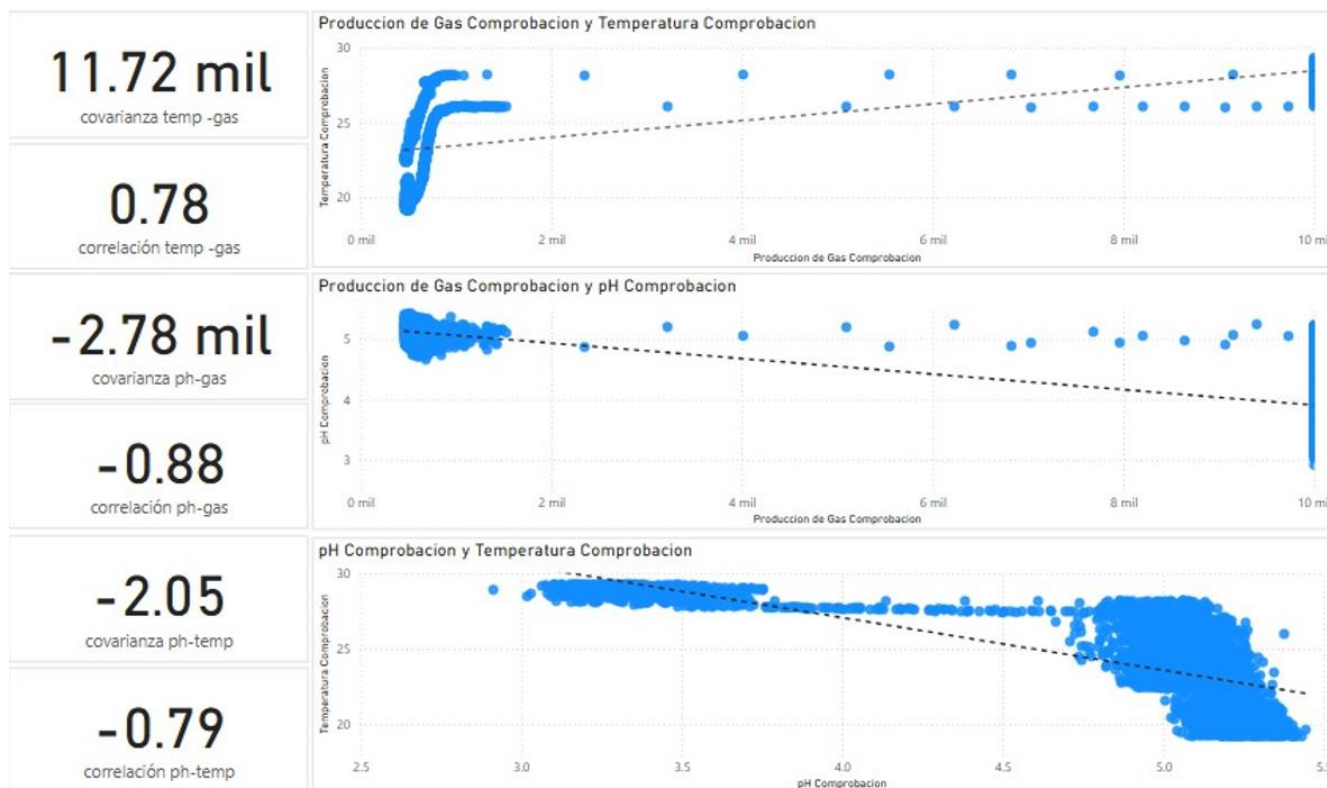 11.72 mil
covarianza temp -gas
0.78
correlación temp -gas
-2.78 mil
covarianza ph-gas
-0.88
correlación ph-gas
-2.05
covarianza ph-temp
-0.79
correlación ph-temp
Produccion de Gas Comprobacion y Temperatura Comprobacion
Temperatura Comprobacion
30
25
20
0 mil 2 mil 4 mil 6 mil 8 mil 10 mi
Produccion de Gas Comprobacion
Produccion de Gas Comprobacion y pH Comprobacion
pH Comprobacion
5
4
3
0 mil 2 mil 4 mil 6 mil 8 mil 10 mi
Produccion de Gas Comprobacion
pH Comprobacion y Temperatura Comprobacion
Temperatura Comprobacion
30
25
20
2.5 3.0 3.5 4.0 4.5 5.0 5.5
pH Comprobacion